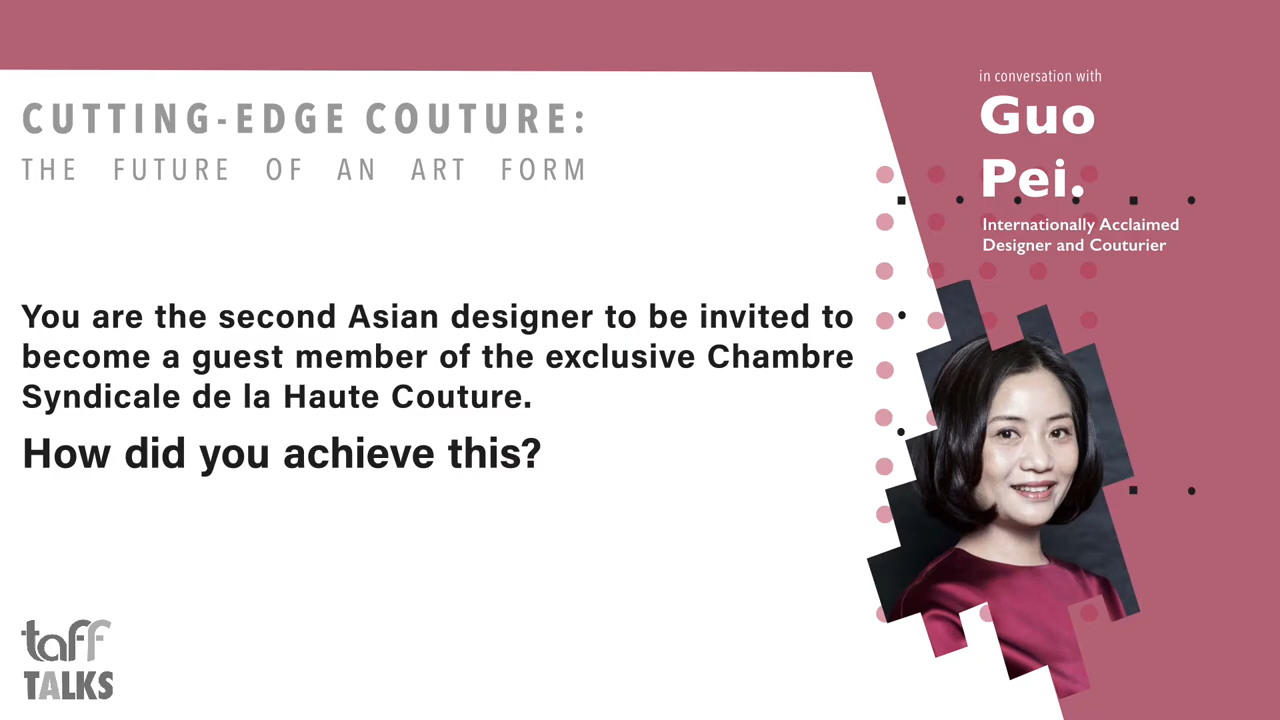 CUTTING-EDGE COUTURE:
THE FUTURE OF AN ART FORM
in conversation with
Guo
Pei.
Internationally Acclaimed
Designer and Couturier
You are the second Asian designer to be invited to
become a guest member of the exclusive Chambre
Syndicale de la Haute Couture.
How did you achieve this?
taff
TALKS